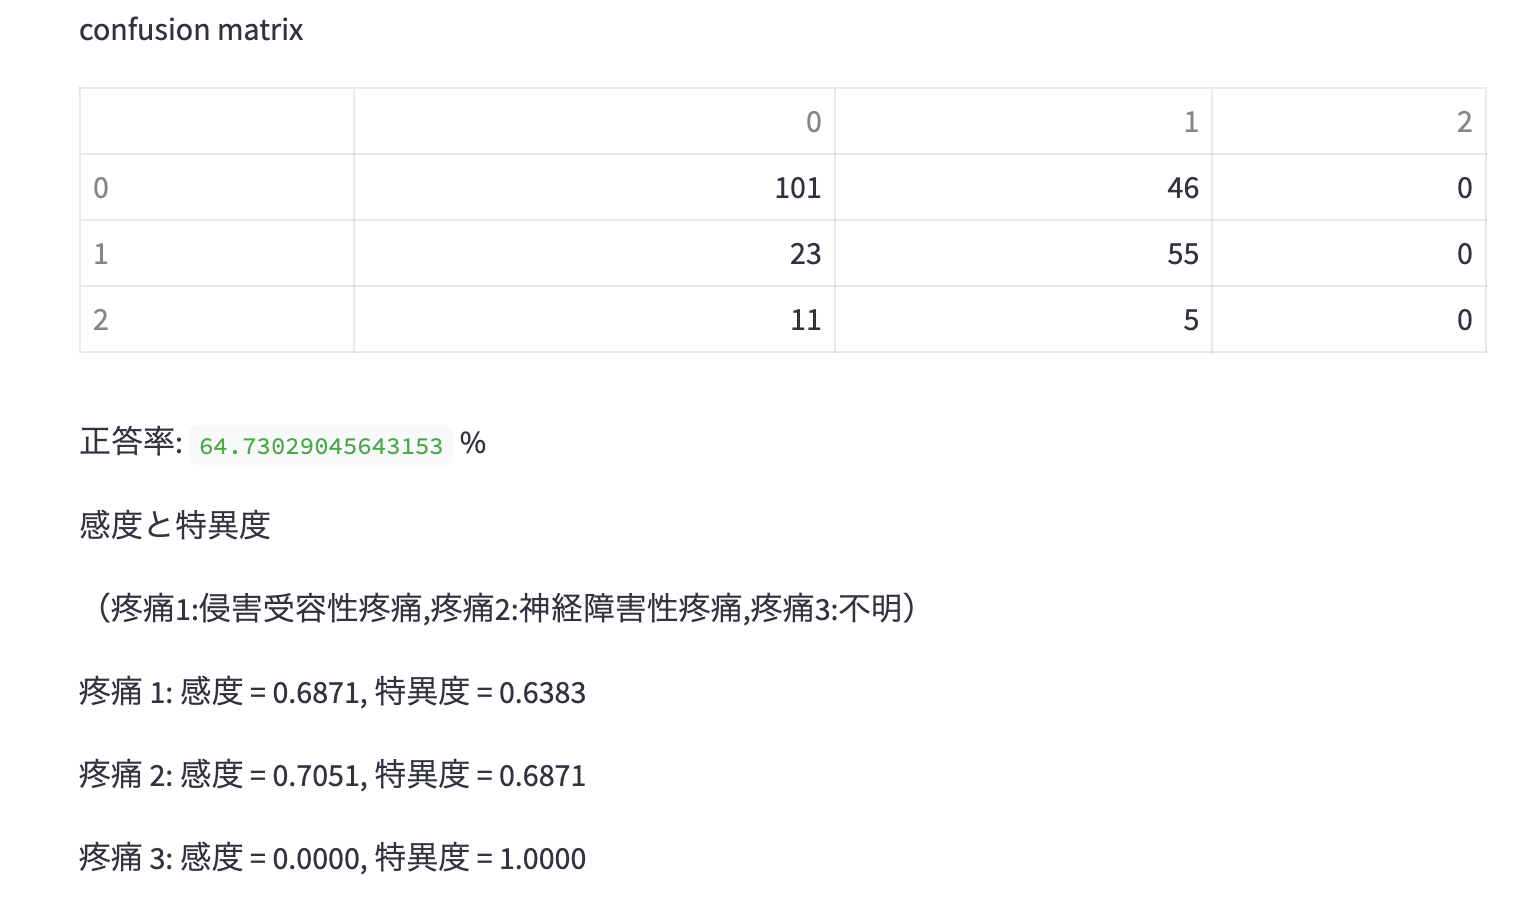 confusion matrix
0 1 2
0 101 46 0
1 23 55 0
2 11 5 0
正答率: 64.73029045643153 %
感度と特異度
（疼痛1:侵害受容性疼痛,疼痛2:神経障害性疼痛,疼痛3:不明）
疼痛 1: 感度 = 0.6871, 特異度 = 0.6383
疼痛 2: 感度 = 0.7051, 特異度 = 0.6871
疼痛 3: 感度 = 0.0000, 特異度 = 1.0000